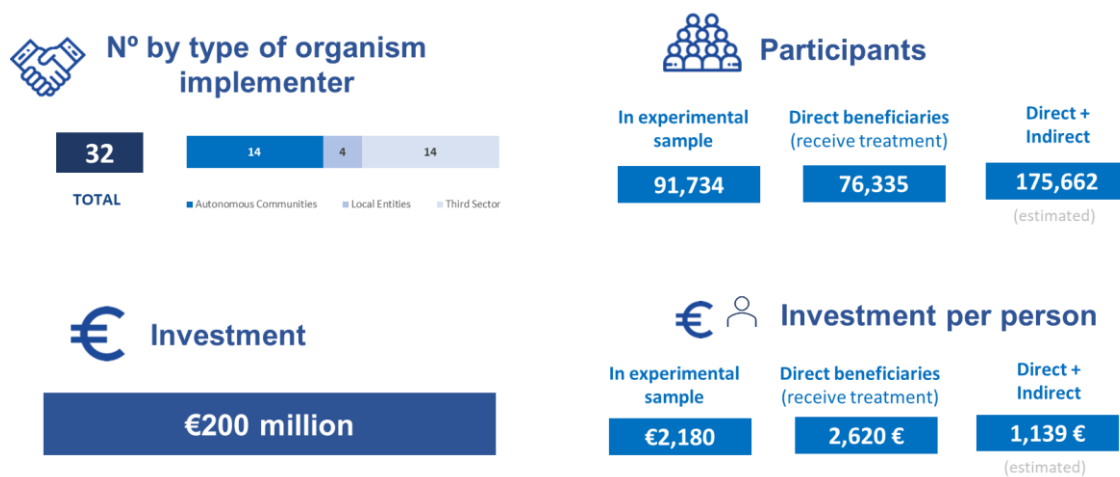 Nº by type of organism
implementer
32
TOTAL
14
4
14
Autonomous Communities
Local Entities
Third Sector
Participants
In experimental
sample
91,734
Direct beneficiaries
(receive treatment)
76,335
Direct +
Indirect
175,662
(estimated)
€
Investment
€200 million
€
Investment per person
In experimental
sample
€2,180
Direct beneficiaries
(receive treatment)
2,620 €
Direct +
Indirect
1,139 €
(estimated)